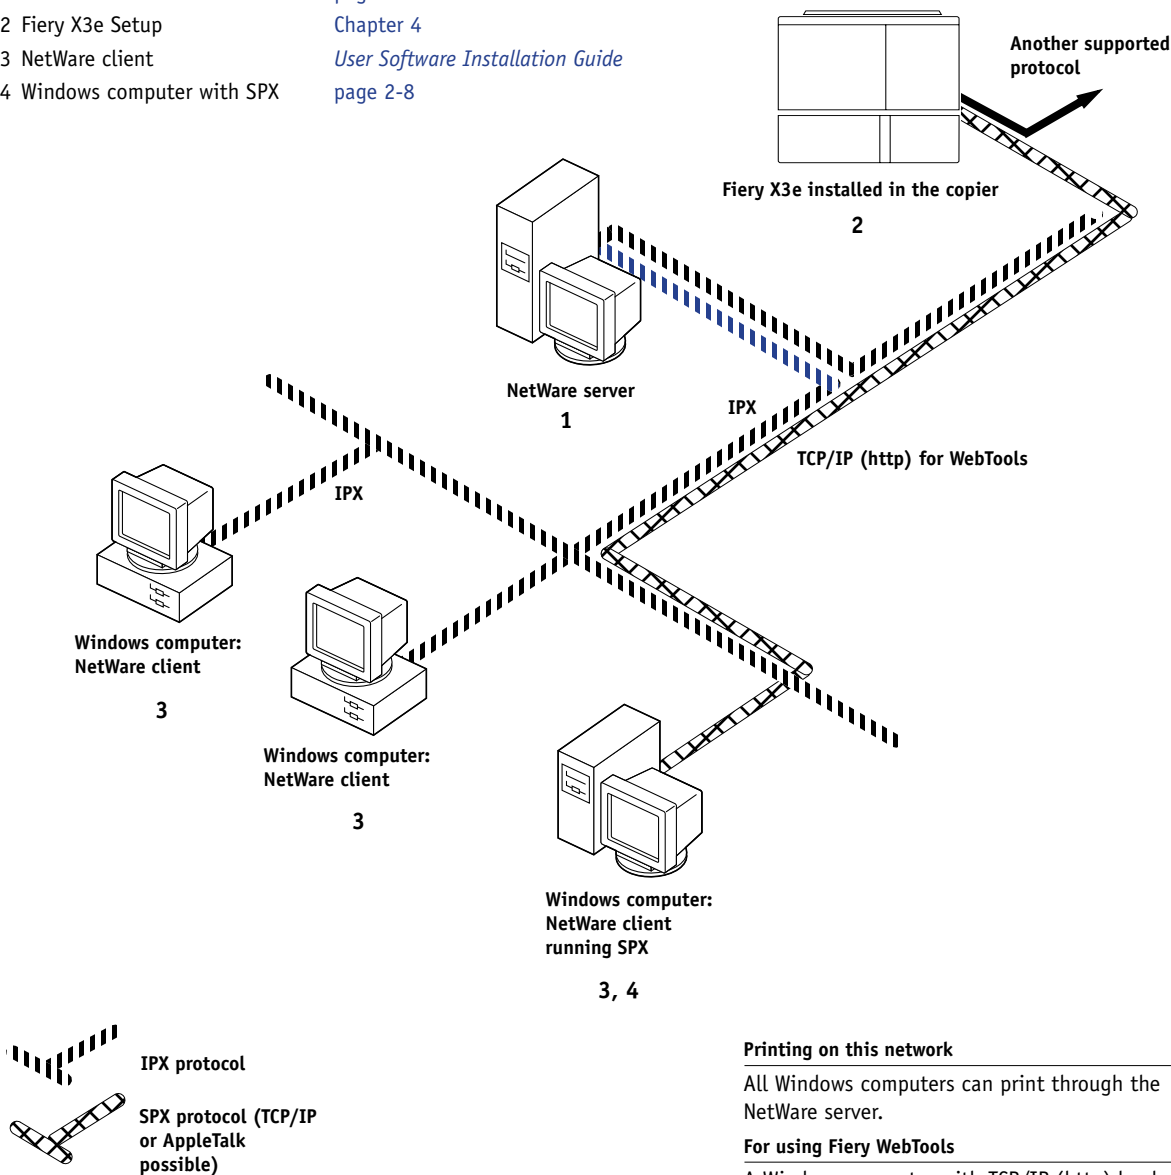 2 Fiery X3e Setup Chapter 4
3 NetWare client User Software Installation Guide
4 Windows computer with SPX page 2-8
Another supported
protocol
Fiery X3e installed in the copier
2
NetWare server
1
IPX
TCP/IP (http) for WebTools
IPX
Windows computer:
NetWare client
3
Windows computer:
NetWare client
3
Windows computer:
NetWare client
running SPX
3, 4
IPX protocol
SPX protocol (TCP/IP
or AppleTalk
possible)
Printing on this network
All Windows computers can print through the
NetWare server.
For using Fiery WebTools